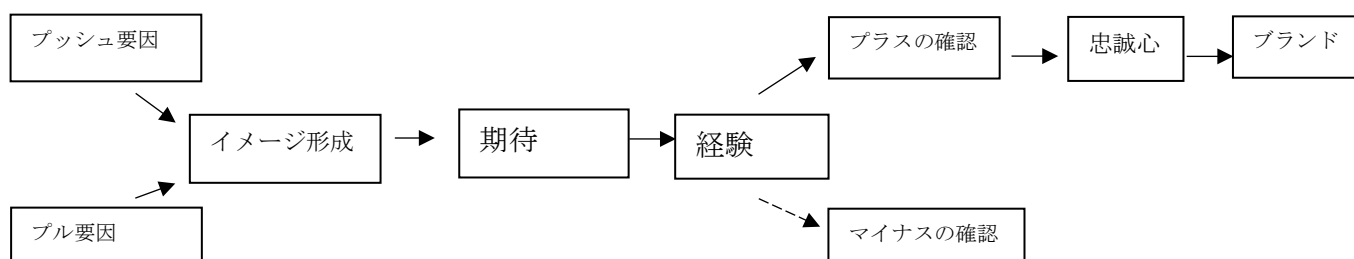 プッシュ要因
プル要因
イメージ形成
期待
経験
プラスの確認
マイナスの確認
忠誠心
ブランド